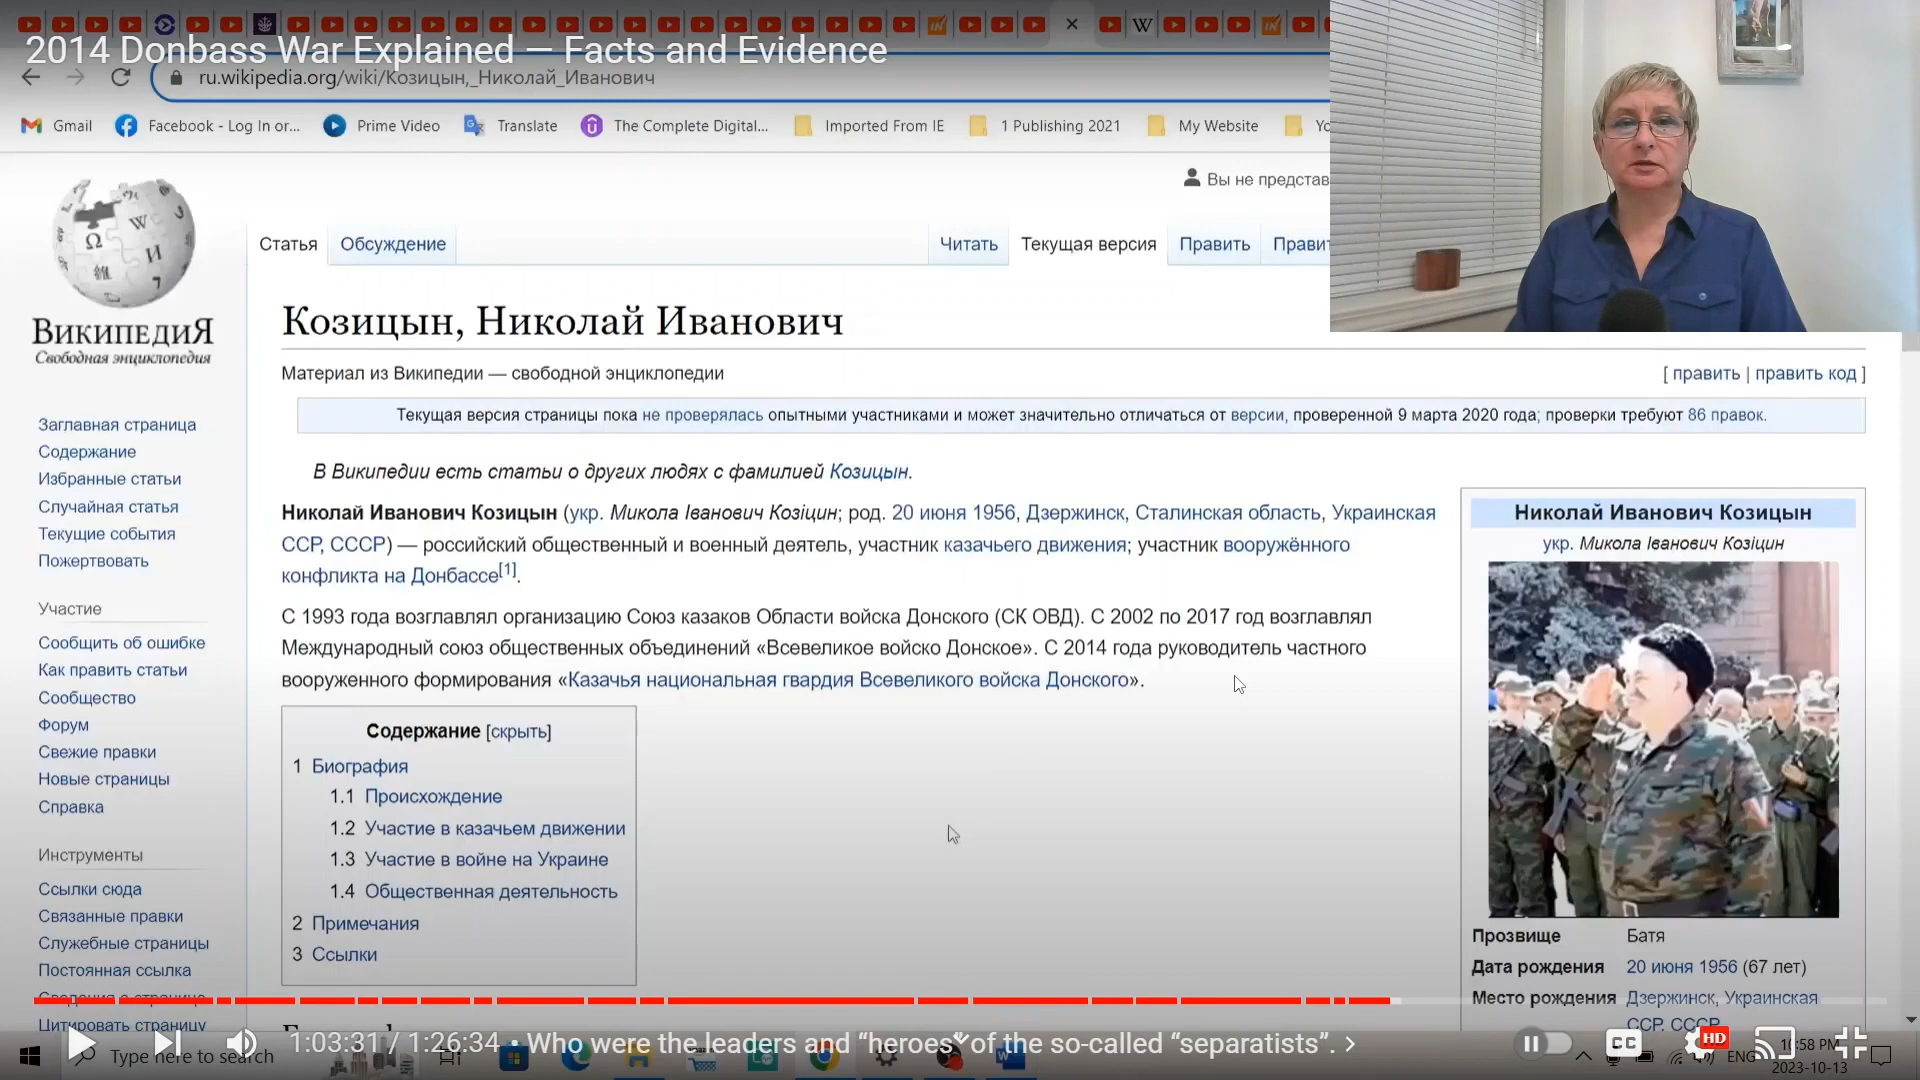 2014 Donbass War Explained — Facts and Evidence
ru.wikipedia.org/wiki/Козицын,_Николай_Иванович
Gmail
Facebook - Log In or...
Prime Video
Translate
The Complete Digital...
Imported From IE
1 Publishing 2021
My Website
Вы не представ
ВикипедиЯ
Свободная энциклопедия
Статья
Обсуждение
Читать
Текущая версия
Править
Правит
Козицын, Николай Иванович
Материал из Википедии — свободной энциклопедии
[ править | править код ]
Текущая версия страницы пока не проверялась опытными участниками и может значительно отличаться от версии, проверенной 9 марта 2020 года; проверки требуют 86 правок.
В Википедии есть статьи о других людях с фамилией Козицын.
Николай Иванович Козицын (укр. Микола Іванович Козіцин; род. 20 июня 1956, Дзержинск, Сталинская область, Украинская
ССР, СССР) — российский общественный и военный деятель, участник казачьего движения; участник вооружённого
конфликта на Донбассе[1].
С 1993 года возглавлял организацию Союз казаков Области войска Донского (СК ОВД). С 2002 по 2017 год возглавлял
Международный союз общественных объединений «Всевеликое войско Донское». С 2014 года руководитель частного
вооруженного формирования «Казачья национальная гвардия Всевеликого войска Донского».
Содержание [скрыть]
1 Биография
1.1 Происхождение
1.2 Участие в казачьем движении
1.3 Участие в войне на Украине
1.4 Общественная деятельность
2 Примечания
3 Ссылки
Николай Иванович Козицын
укр. Микола Іванович Козіцин
Прозвище Батя
Дата рождения 20 июня 1956 (67 лет)
Место рождения Дзержинск, Украинская
ССР, СССР
Заглавная страница
Содержание
Избранные статьи
Случайная статья
Текущие события
Пожертвовать
Участие
Сообщить об ошибке
Как править статьи
Сообщество
Форум
Свежие правки
Новые страницы
Справка
Инструменты
Ссылки сюда
Связанные правки
Служебные страницы
Постоянная ссылка
Сведения о странице
Цитировать страницу
1:03:31 / 1:26:34 • Who were the leaders and “heroes” of the so-called “separatists”.
CC
HD
Type here to search
ENG
10:58 PM
2023-10-13